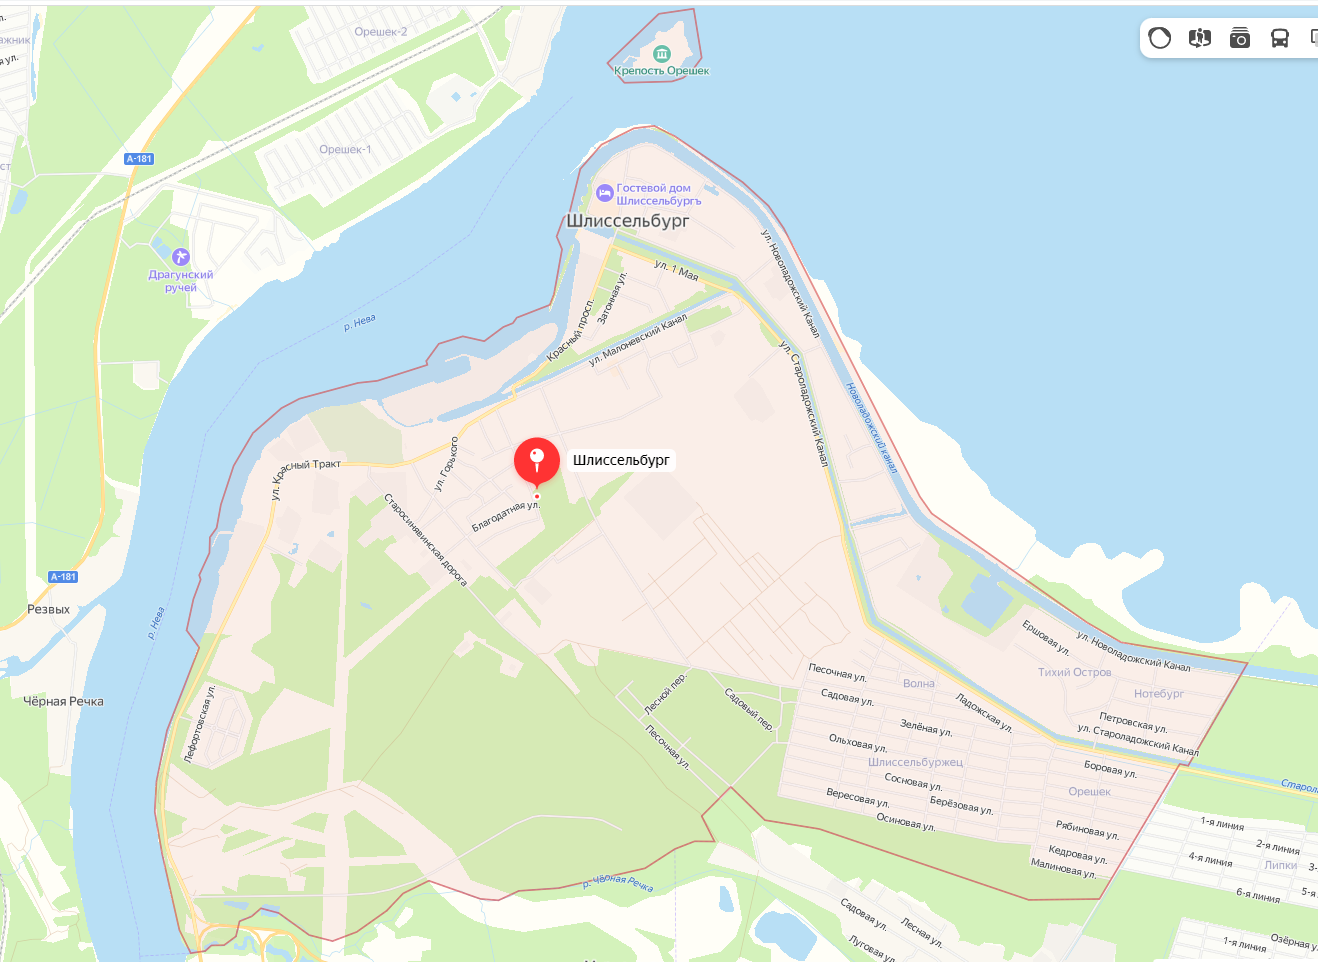 Орешек-2
Крепость Орешек
А-181
Орешек-1
Гостевой дом
Шлиссельбургъ
Шлиссельбург
Драгунский
ручей
р. Нева
ул. 1 Мая
ул. Новоладожский Канал
Затонная ул.
Красный просп.
ул. Малоневский Канал
ул. Староладожский Канал
Новоладожский канал
ул. Горького
ул. Красный Тракт
Шлиссельбург
Благодатная ул.
Старосинявинская дорога
А-181
Резвых
р. Нева
Чёрная Речка
Лефортовская ул.
Ершовая ул.
ул. Новоладожский Канал
Тихий Остров
Нотебург
Петровская ул.
ул. Староладожский Канал
Песочная ул.
Волна
Садовая ул.
Ладожская ул.
Зелёная ул.
Ольховая ул.
Шлиссельбуржец
Сосновая ул.
Вересовая ул.
Берёзовая ул.
Осиновая ул.
Лесной пер.
Садовый пер.
Песочная ул.
Боровая ул.
Орешек
Рябиновая ул.
Кедровая ул.
Малиновая ул.
1-я линия
2-я линия
4-я линия
Липки
6-я линия
р. Чёрная Речка
Садовая ул.
Лесная ул.
Луговая ул.
1-я линия